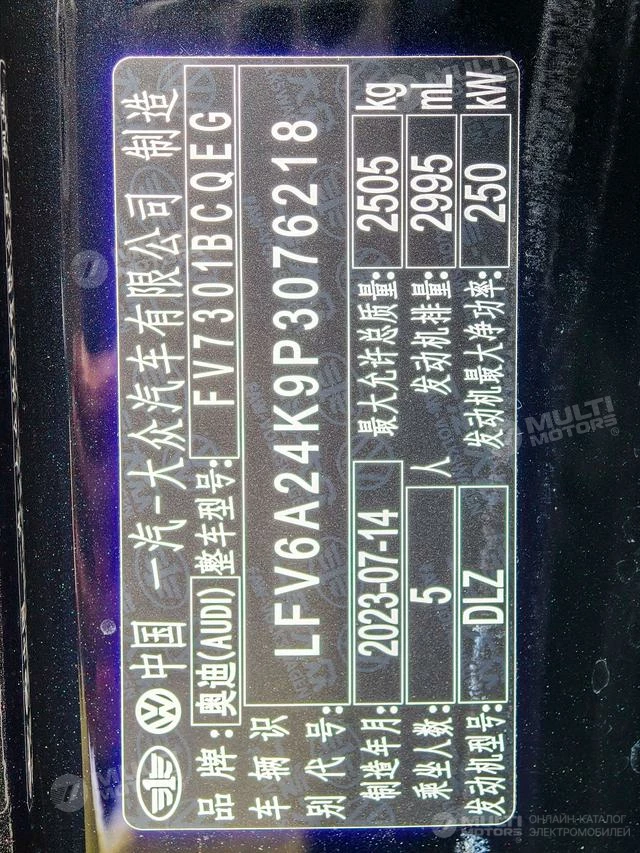 中国 一汽-大众汽车有限公司 制造
品牌: 奥迪(AUDI) 整车型号: FV7301BCQEG
车辆识别代号: LFV6A24K9P3076218
制造年月: 2023-07-14 最大允许总质量: 2505 kg
乘坐人数: 5 人 发动机排量: 2995 mL
发动机型号: DLZ 发动机最大净功率: 250 kW
MULTI MOTORS®
MULTI MOTORS ОНЛАЙН-КАТАЛОГ ЭЛЕКТРОМОБИЛЕЙ